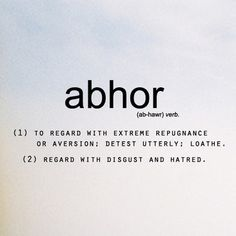 abhor
(ab-hawr) verb.
(1) TO REGARD WITH EXTREME REPUGNANCE
OR AVERSION; DETEST UTTERLY; LOATHE.
(2) REGARD WITH DISGUST AND HATRED.